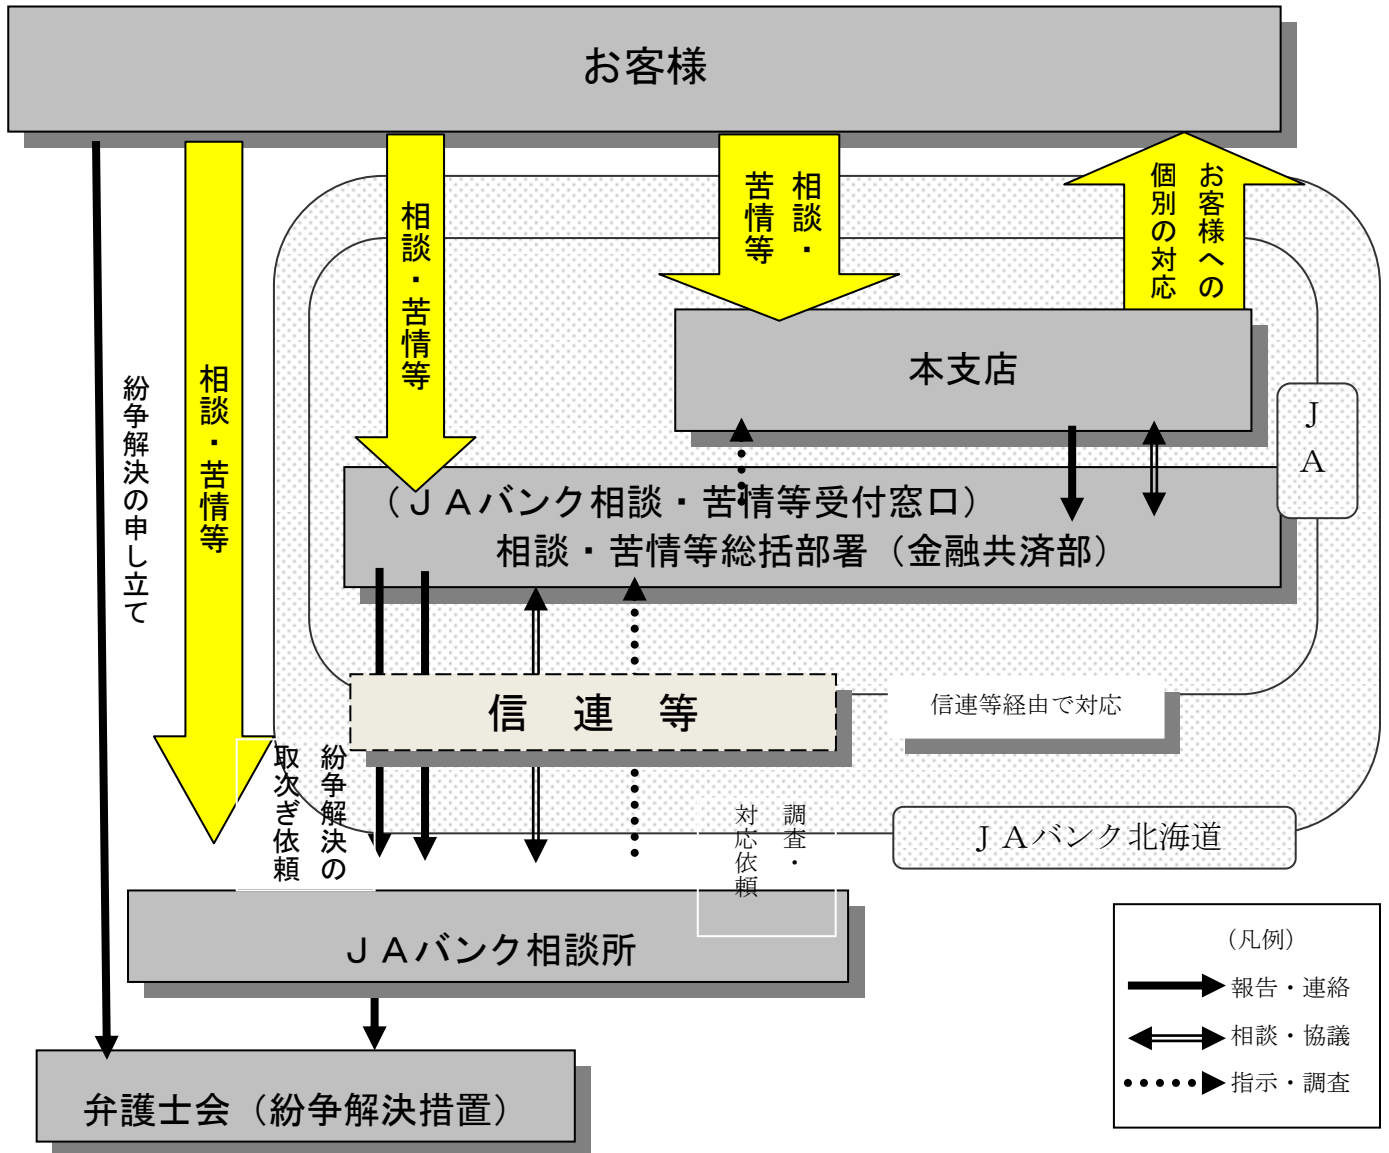 お客様
相談・
苦情等
お客様への
個別の対応
相談・苦情等
相談・苦情等
紛争解決の申し立て
本支店
ＪＡ
（ＪＡバンク相談・苦情等受付窓口）
相談・苦情等総括部署（金融共済部）
信　連　等
信連等経由で対応
紛争解決の
取次ぎ依頼
調査・
対応依頼
ＪＡバンク北海道
ＪＡバンク相談所
弁護士会（紛争解決措置）
（凡例）
報告・連絡
相談・協議
指示・調査